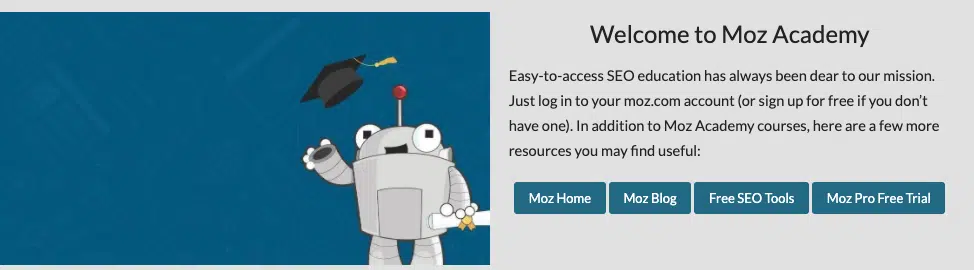 Welcome to Moz Academy
Easy-to-access SEO education has always been dear to our mission.
Just log in to your moz.com account (or sign up for free if you don't
have one). In addition to Moz Academy courses, here are a few more
resources you may find useful:
Moz Home
Moz Blog
Free SEO Tools
Moz Pro Free Trial